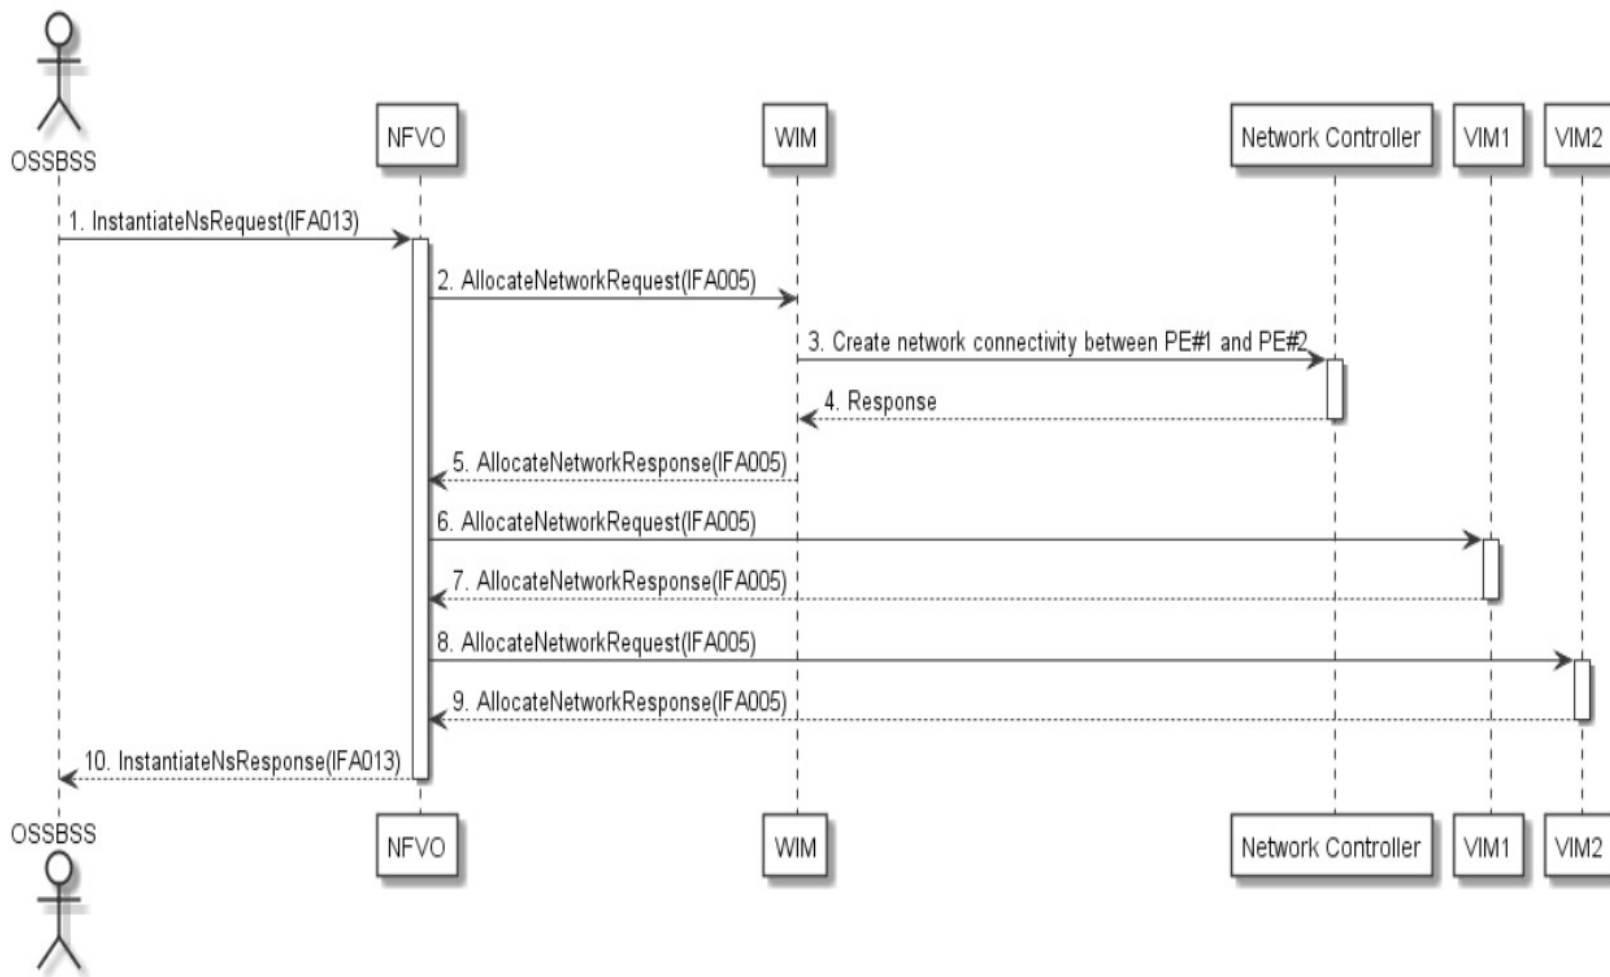 OSSBSS
NFVO
WIM
Network Controller
VIM1
VIM2
1. InstantiateNsRequest(IFA013)
2. AllocateNetworkRequest(IFA005)
3. Create network connectivity between PE#1 and PE#2
4. Response
5. AllocateNetworkResponse(IFA005)
6. AllocateNetworkRequest(IFA005)
7. AllocateNetworkResponse(IFA005)
8. AllocateNetworkRequest(IFA005)
9. AllocateNetworkResponse(IFA005)
10. InstantiateNsResponse(IFA013)
OSSBSS
NFVO
WIM
Network Controller
VIM1
VIM2